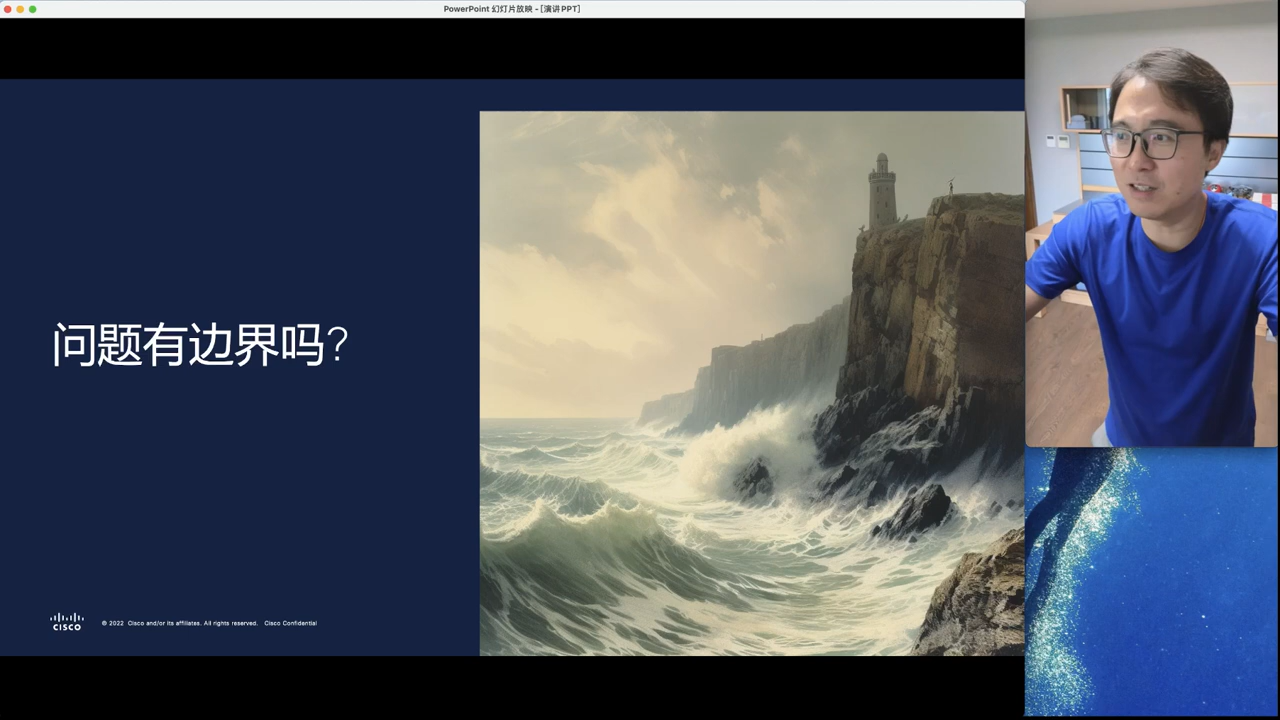 PowerPoint 幻灯片放映 - [演讲PPT]
问题有边界吗?
CISCO
© 2022 Cisco and/or its affiliates. All rights reserved. Cisco Confidential